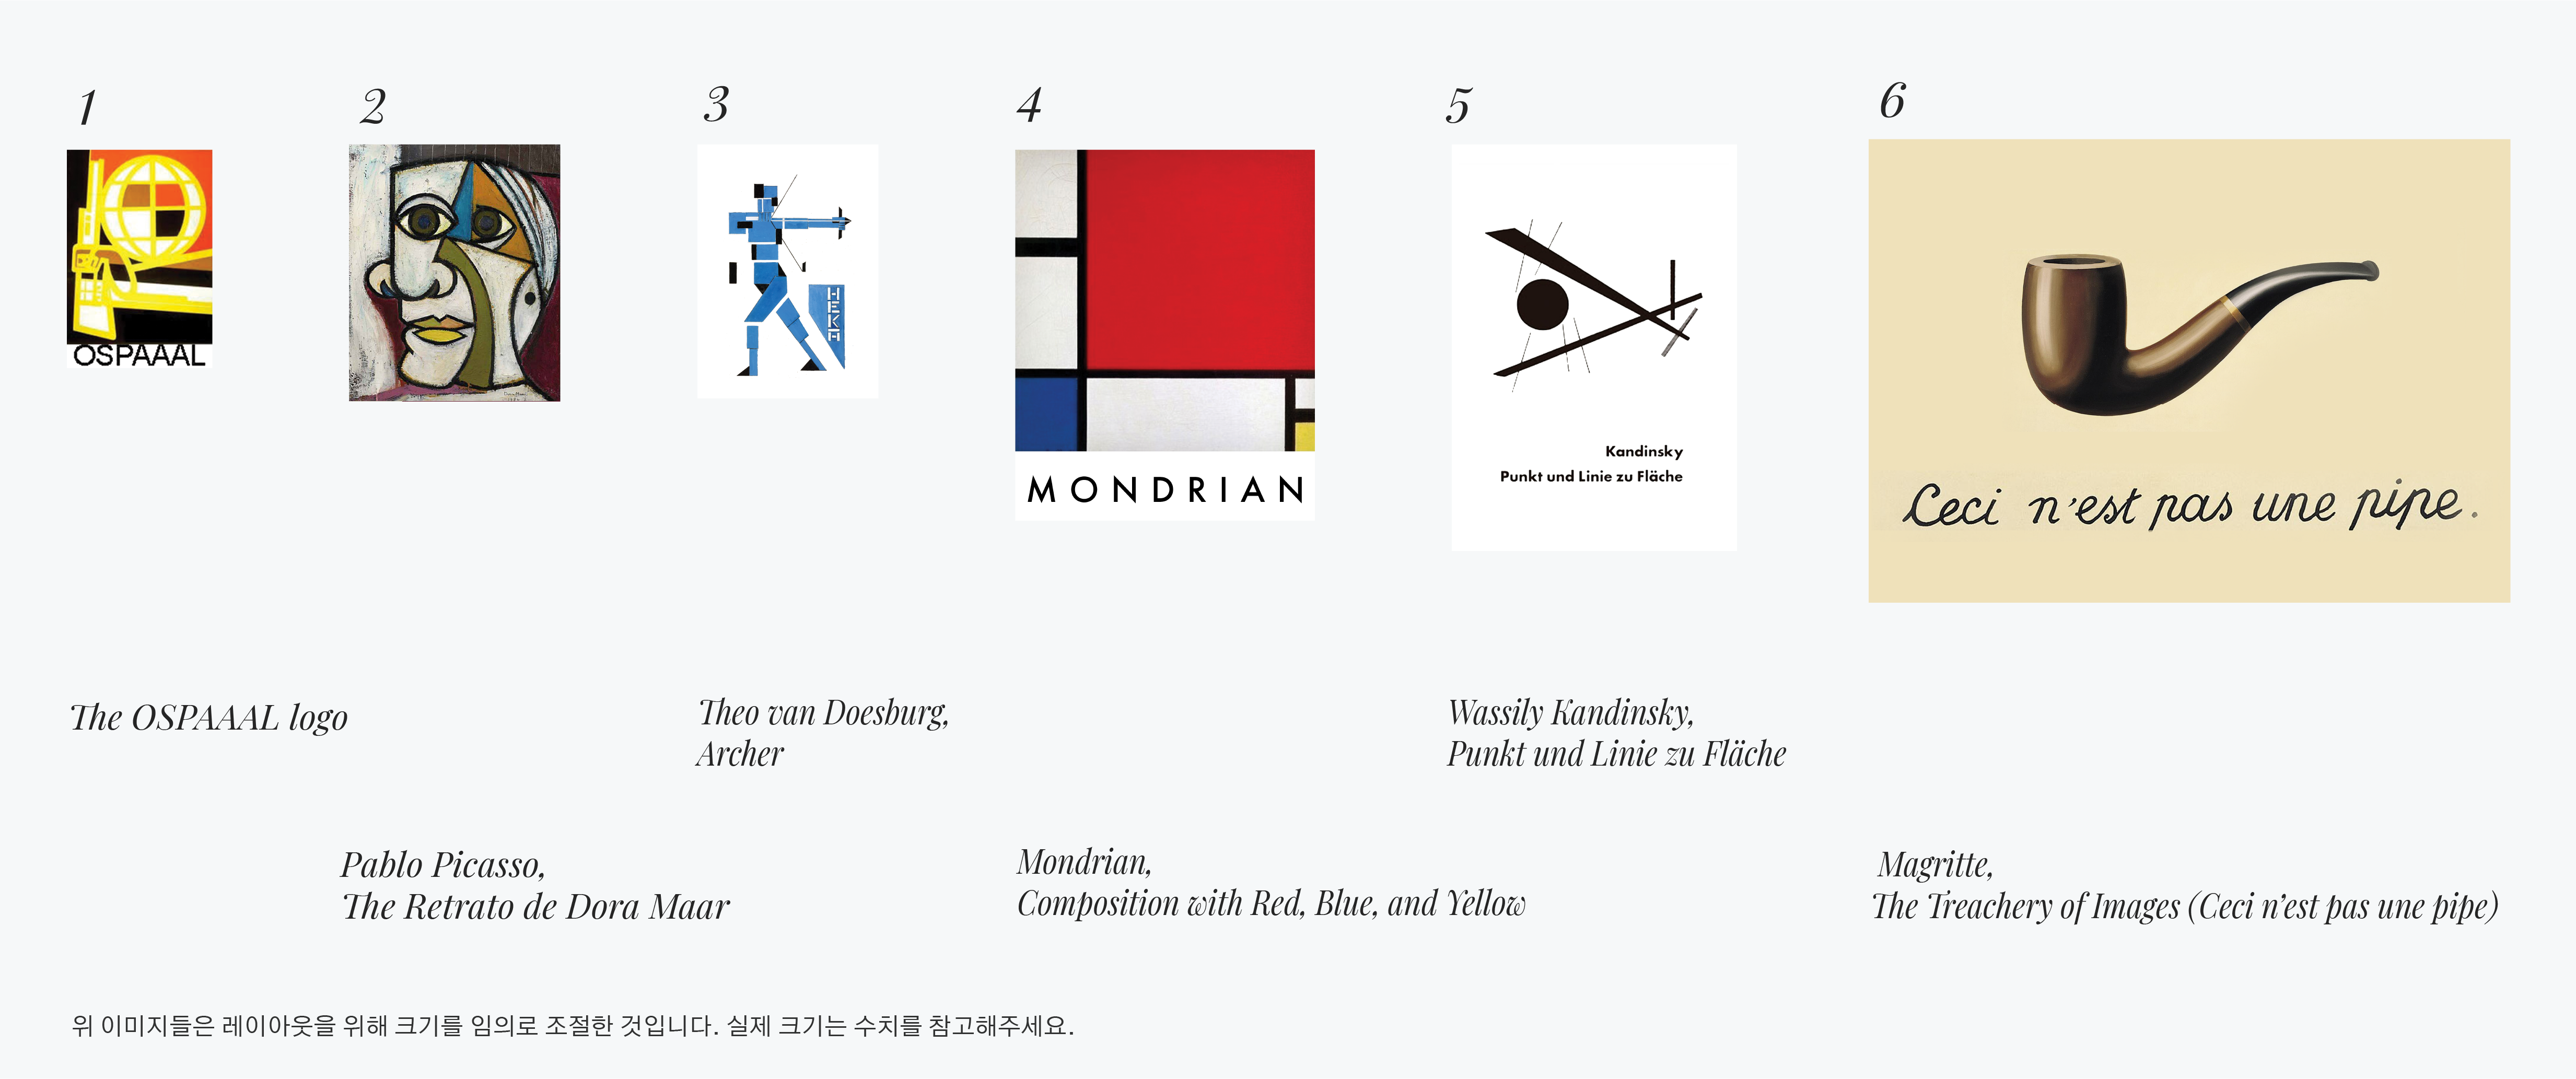 1
2
3
4
5
6
OSPAAAL
HEKA
MONDRIAN
Kandinsky
Punkt und Linie zu Fläche
Ceci n'est pas une pipe.
The OSPAAAL logo
Theo van Doesburg,
Archer
Wassily Kandinsky,
Punkt und Linie zu Fläche
Pablo Picasso,
The Retrato de Dora Maar
Mondrian,
Composition with Red, Blue, and Yellow
Magritte,
The Treachery of Images (Ceci n’est pas une pipe)
위 이미지들은 레이아웃을 위해 크기를 임의로 조절한 것입니다. 실제 크기는 수치를 참고해주세요.